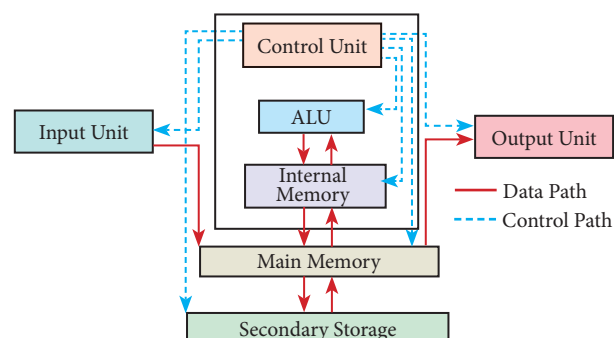 Control Unit
Input Unit
ALU
Output Unit
Internal
Memory
Data Path
Control Path
Main Memory
Secondary Storage